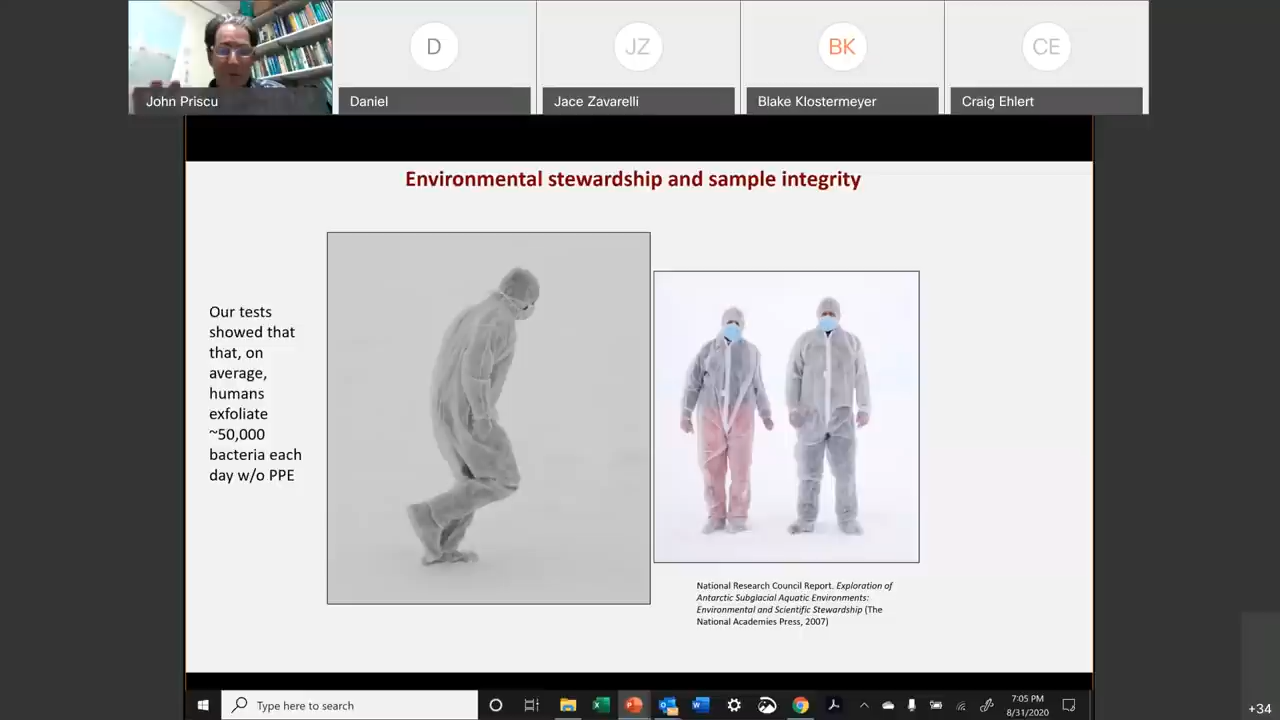 D
JZ
BK
CE
John Priscu
Daniel
Jace Zavarelli
Blake Klostermeyer
Craig Ehlert
Environmental stewardship and sample integrity
Our tests
showed that
that, on
average,
humans
exfoliate
~50,000
bacteria each
day w/o PPE
National Research Council Report. Exploration of
Antarctic Subglacial Aquatic Environments:
Environmental and Scientific Stewardship (The
National Academies Press, 2007)
Type here to search
7:05 PM
8/31/2020
+34